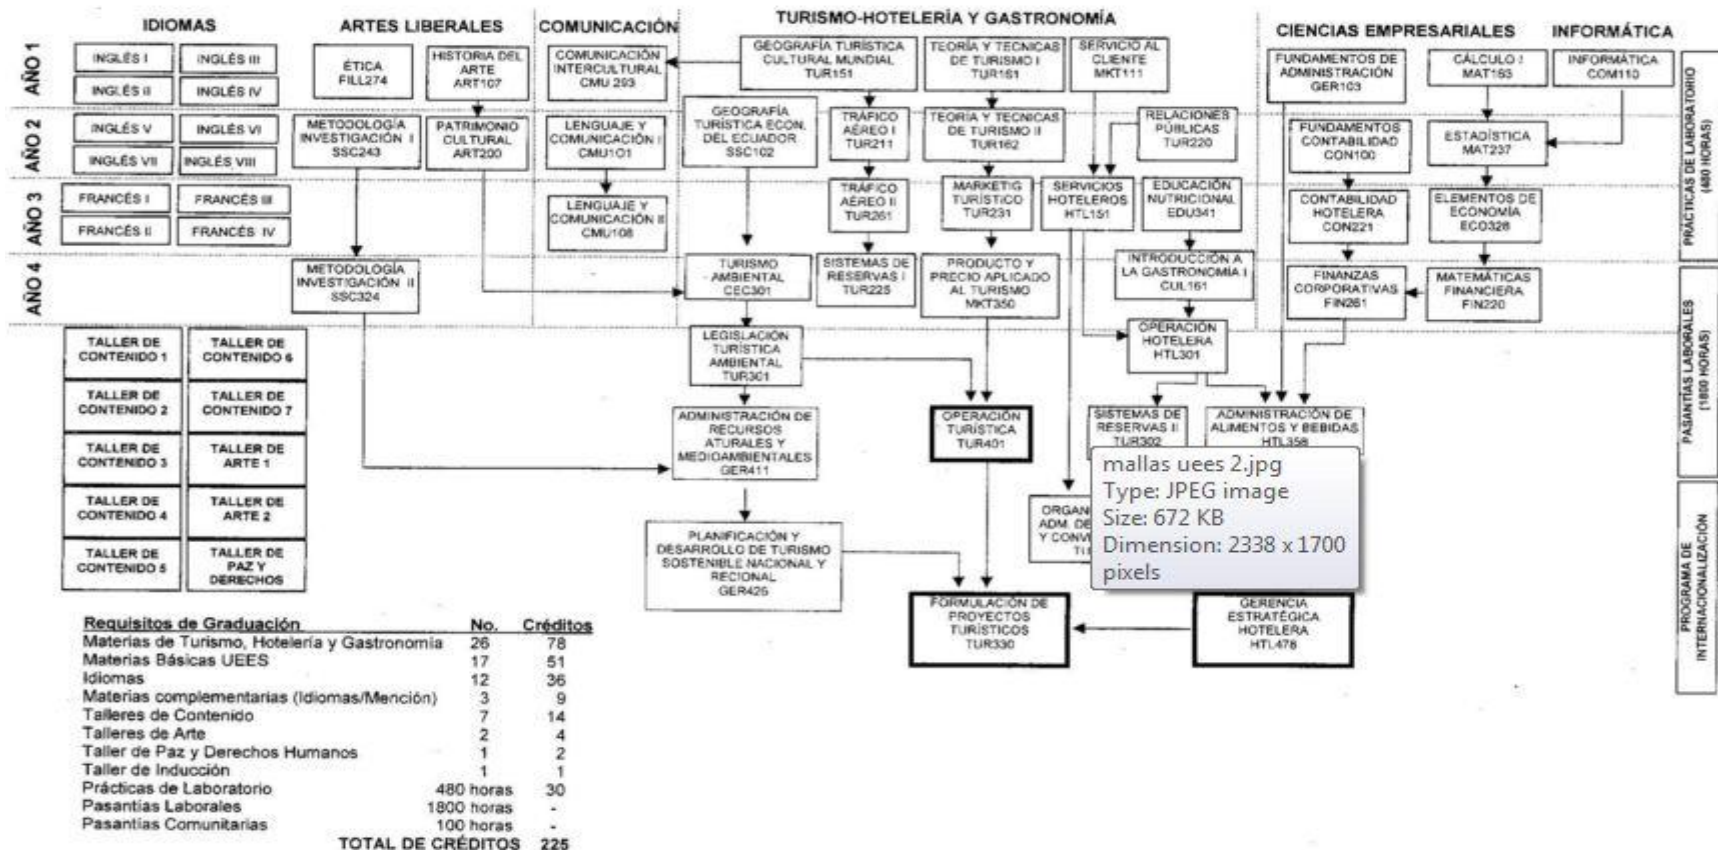 IDIOMAS
ARTES LIBERALES
COMUNICACIÓN
TURISMO-HOTELERÍA Y GASTRONOMÍA
CIENCIAS EMPRESARIALES
INFORMÁTICA
AÑO 1
INGLÉS I
INGLÉS III
INGLÉS II
INGLÉS IV
ÉTICA
FILL274
HISTORIA DEL
ARTE
ART107
COMUNICACIÓN
INTERCULTURAL
CMU 293
GEOGRAFÍA TURÍSTICA
CULTURAL MUNDIAL
TUR151
TEORÍA Y TECNICAS
DE TURISMO I
TUR161
SERVICIO AL
CLIENTE
MKT111
FUNDAMENTOS DE
ADMINISTRACIÓN
GER103
CÁLCULO I
MAT163
INFORMÁTICA
COM110
AÑO 2
INGLÉS V
INGLÉS VI
INGLÉS VII
INGLÉS VIII
METODOLOGÍA
INVESTIGACIÓN I
SSC243
PATRIMONIO
CULTURAL
ART200
LENGUAJE Y
COMUNICACIÓN I
CMU101
GEOGRAFÍA
TURÍSTICA ECON.
DEL ECUADOR
SSC102
TRÁFICO
AÉREO I
TUR211
TEORÍA Y TECNICAS
DE TURISMO II
TUR162
RELACIONES
PÚBLICAS
TUR220
FUNDAMENTOS
CONTABILIDAD
CON100
ESTADÍSTICA
MAT237
AÑO 3
FRANCÉS I
FRANCÉS III
FRANCÉS II
FRANCÉS IV
LENGUAJE Y
COMUNICACIÓN II
CMU108
TRÁFICO
AÉREO II
TUR261
MARKETIG
TURÍSTICO
TUR231
SERVICIOS
HOTELEROS
HTL151
EDUCACIÓN
NUTRICIONAL
EDU341
CONTABILIDAD
HOTELERA
CON221
ELEMENTOS DE
ECONOMÍA
ECO328
AÑO 4
METODOLOGÍA
INVESTIGACIÓN II
SSC324
TURISMO
AMBIENTAL
CEC301
SISTEMAS DE
RESERVAS I
TUR225
PRODUCTO Y
PRECIO APLICADO
AL TURISMO
MKT350
INTRODUCCIÓN A
LA GASTRONOMÍA I
CUL161
FINANZAS
CORPORATIVAS
FIN261
MATEMÁTICAS
FINANCIERA
FIN220
PRÁCTICAS DE LABORATORIO
(480 HORAS)
PASANTÍAS LABORALES
(1800 HORAS)
PROGRAMA DE
INTERNACIONALIZACIÓN
TALLER DE
CONTENIDO 1
TALLER DE
CONTENIDO 6
TALLER DE
CONTENIDO 2
TALLER DE
CONTENIDO 7
TALLER DE
CONTENIDO 3
TALLER DE
ARTE 1
TALLER DE
CONTENIDO 4
TALLER DE
ARTE 2
TALLER DE
CONTENIDO 5
TALLER DE
PAZ Y
DERECHOS
LEGISLACIÓN
TURÍSTICA
AMBIENTAL
TUR301
OPERACIÓN
HOTELERA
HTL301
ADMINISTRACIÓN DE
RECURSOS
ATURALES Y
MEDIOAMBIENTALES
GER411
OPERACIÓN
TURÍSTICA
TUR401
SISTEMAS DE
RESERVAS II
TUR302
ADMINISTRACIÓN DE
ALIMENTOS Y BEBIDAS
HTL358
mallas uees 2.jpg
Type: JPEG image
Size: 672 KB
Dimension: 2338 x 1700
pixels
ORGAN
ADM. DE
Y CONV
PLANIFICACIÓN Y
DESARROLLO DE TURISMO
SOSTENIBLE NACIONAL Y
RECIONAL
GER425
FORMULACIÓN DE
PROYECTOS
TURÍSTICOS
TUR330
GERENCIA
ESTRATÉGICA
HOTELERA
HTL478
Requisitos de Graduación No. Créditos
Materias de Turismo, Hotelería y Gastronomía 26 78
Materias Básicas UEES 17 51
Idiomas 12 36
Materias complementarias (Idiomas/Mención) 3 9
Talleres de Contenido 7 14
Talleres de Arte 2 4
Taller de Paz y Derechos Humanos 1 2
Taller de Inducción 1 1
Prácticas de Laboratorio 480 horas 30
Pasantías Laborales 1800 horas -
Pasantías Comunitarias 100 horas -
TOTAL DE CRÉDITOS 225